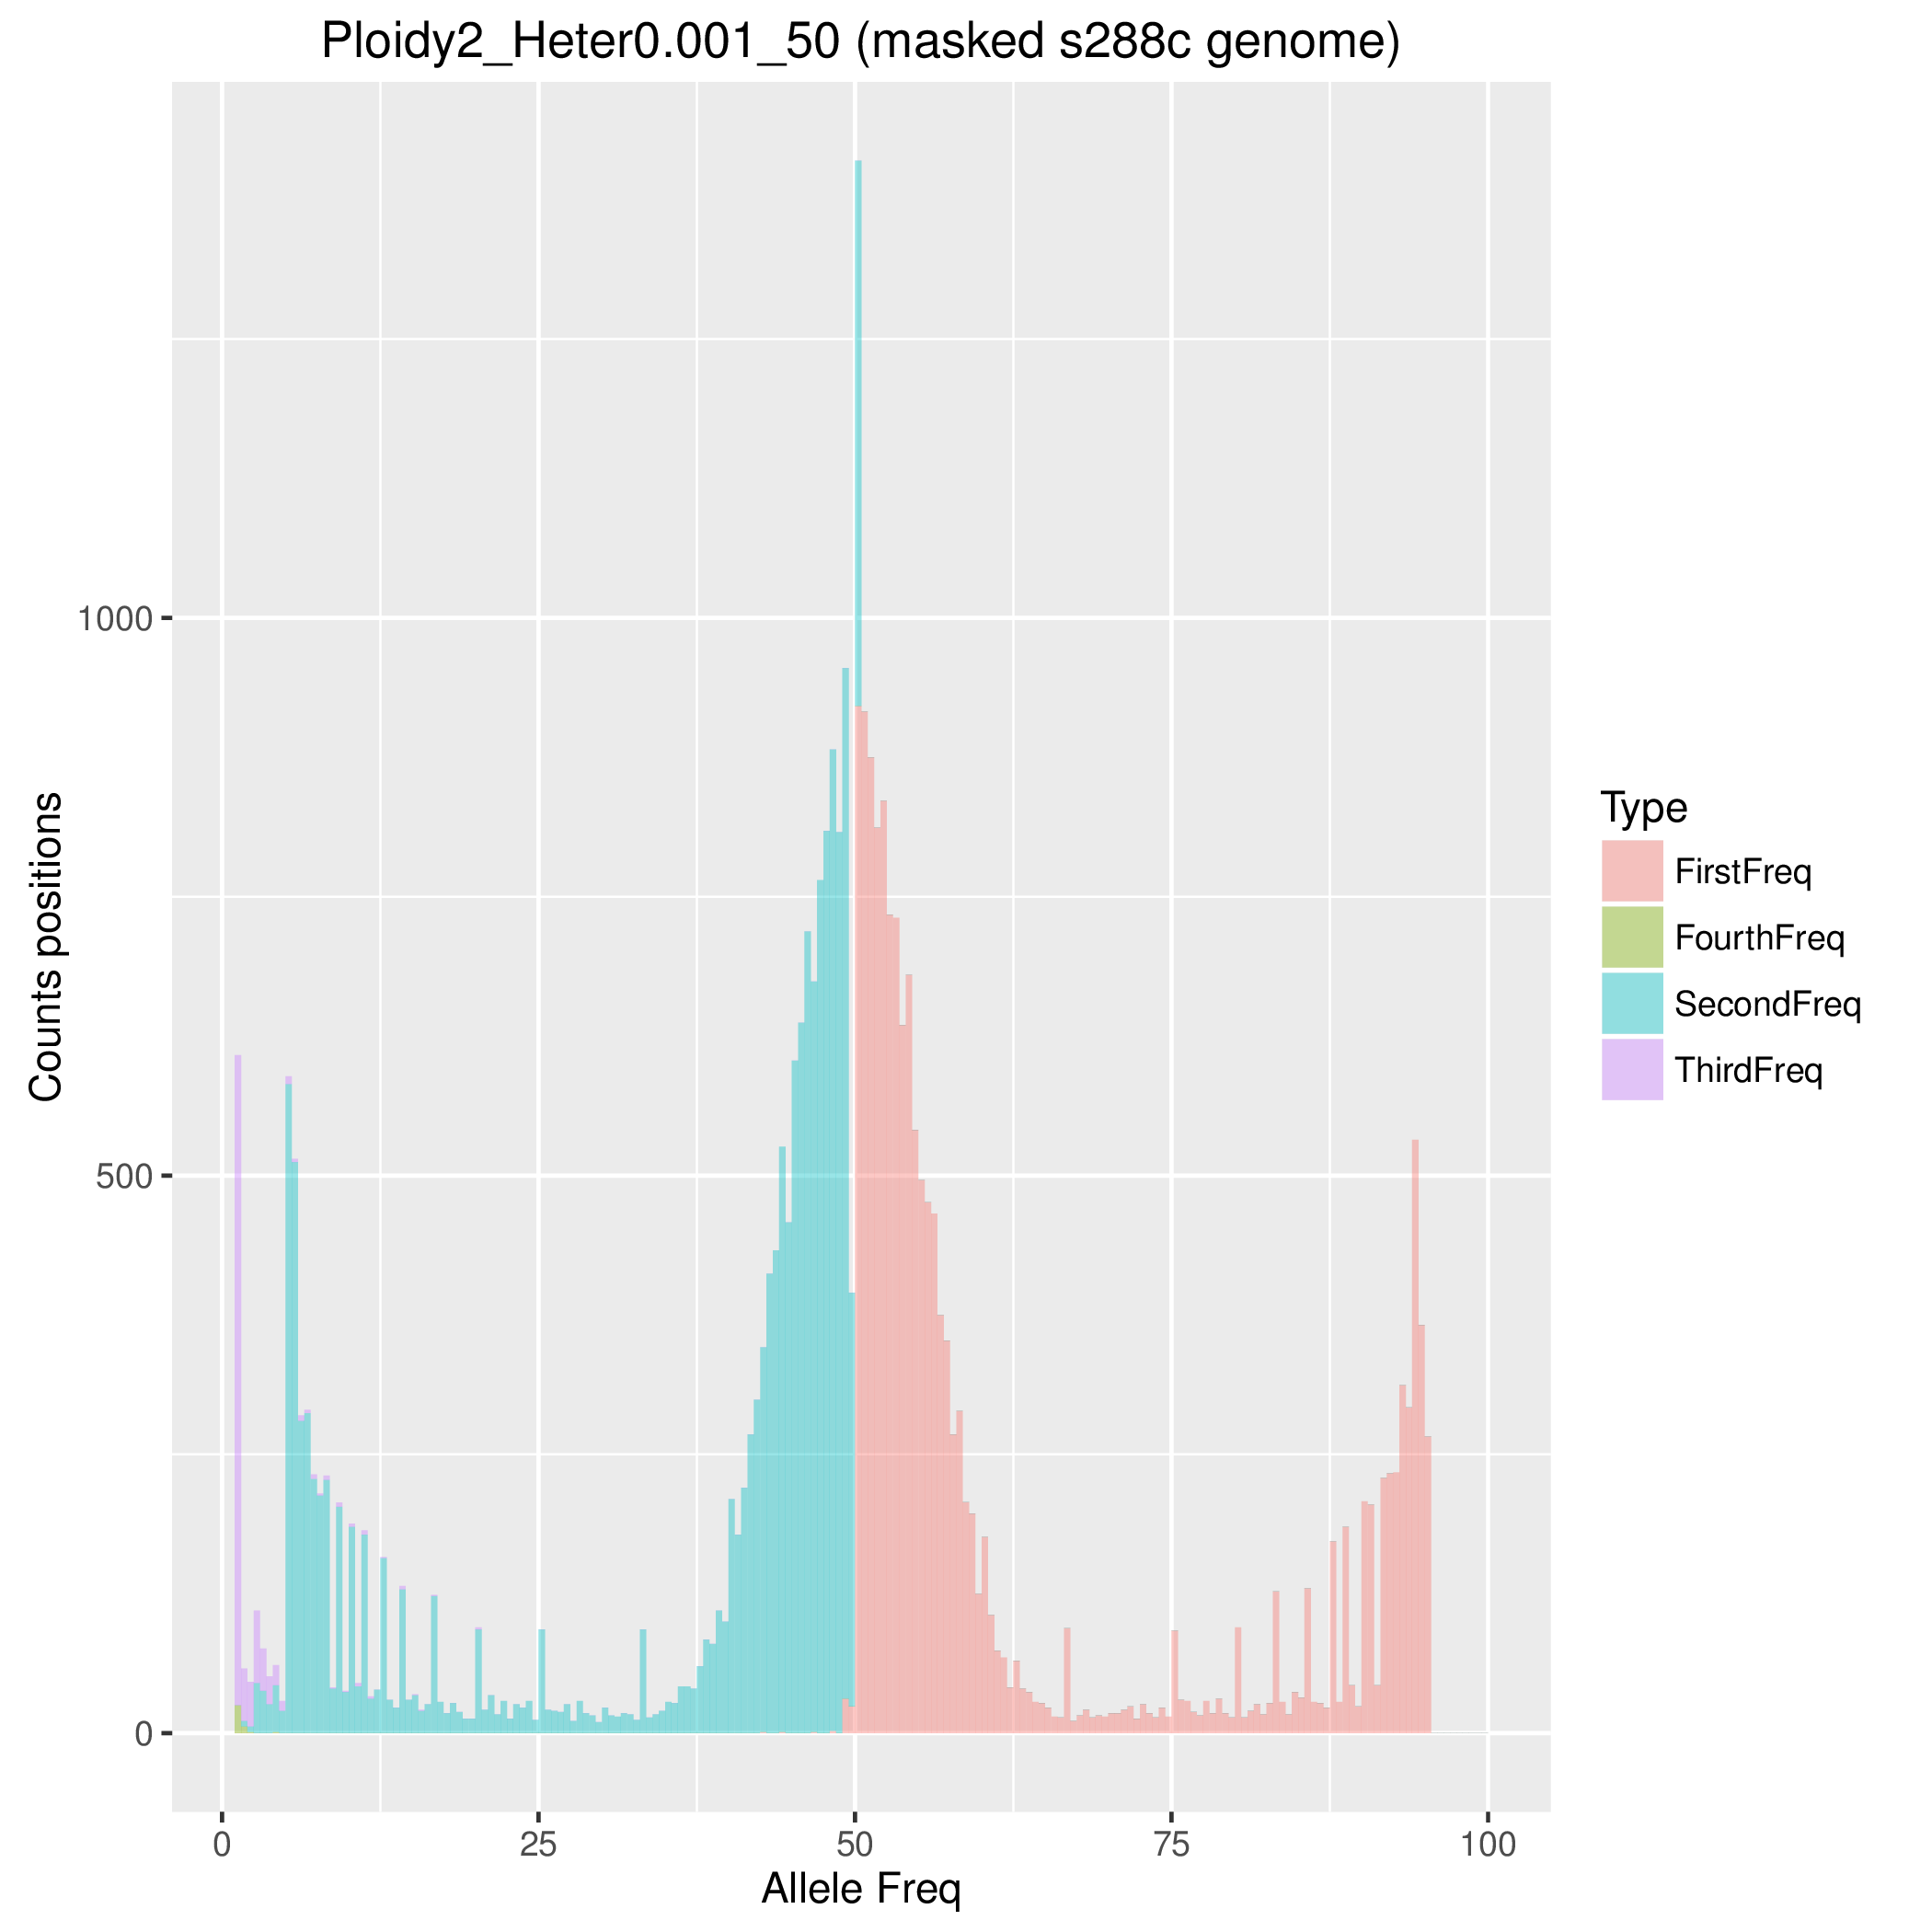 Ploidy2_Heter0.001_50 (masked s288c genome)
Counts positions
1000
500
0
0 25 50 75 100
Allele Freq
Type
FirstFreq
FourthFreq
SecondFreq
ThirdFreq